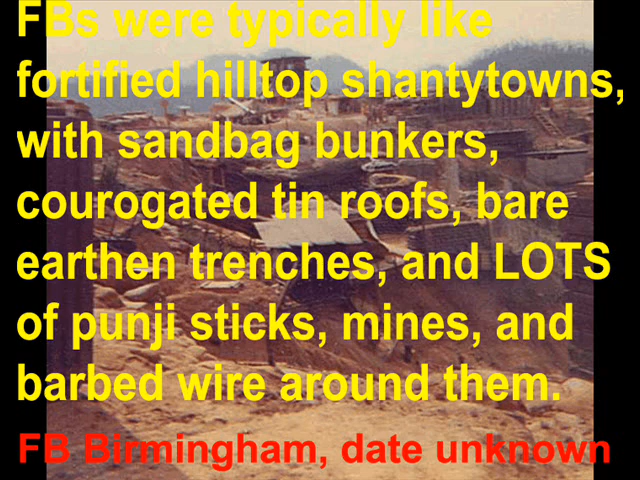 FBs were typically like
fortified hilltop shantytowns,
with sandbag bunkers,
courogated tin roofs, bare
earthen trenches, and LOTS
of punji sticks, mines, and
barbed wire around them.
FB Birmingham, date unknown